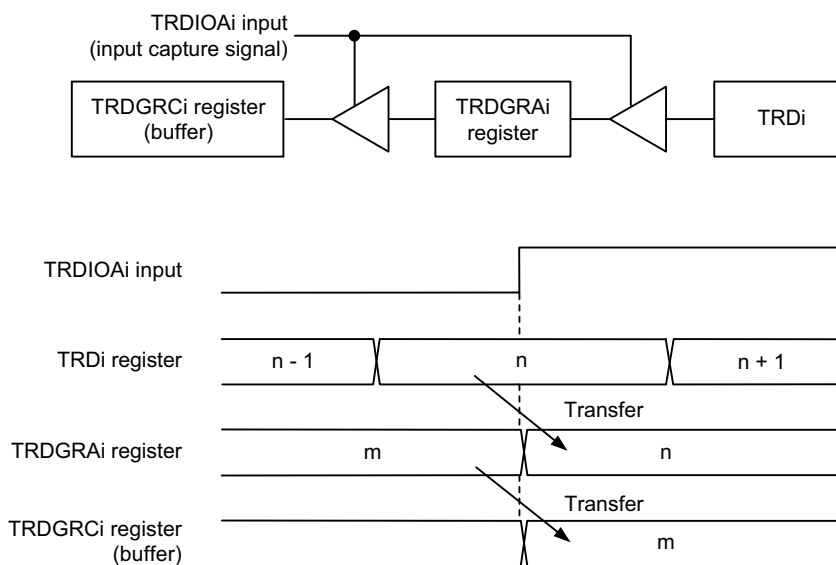 TRDIOAi input
(input capture signal)
TRDGRCi register
(buffer)
TRDGRAi
register
TRDi
TRDIOAi input
TRDi register
n - 1
n
n + 1
Transfer
TRDGRAi register
m
n
Transfer
TRDGRCi register
(buffer)
m